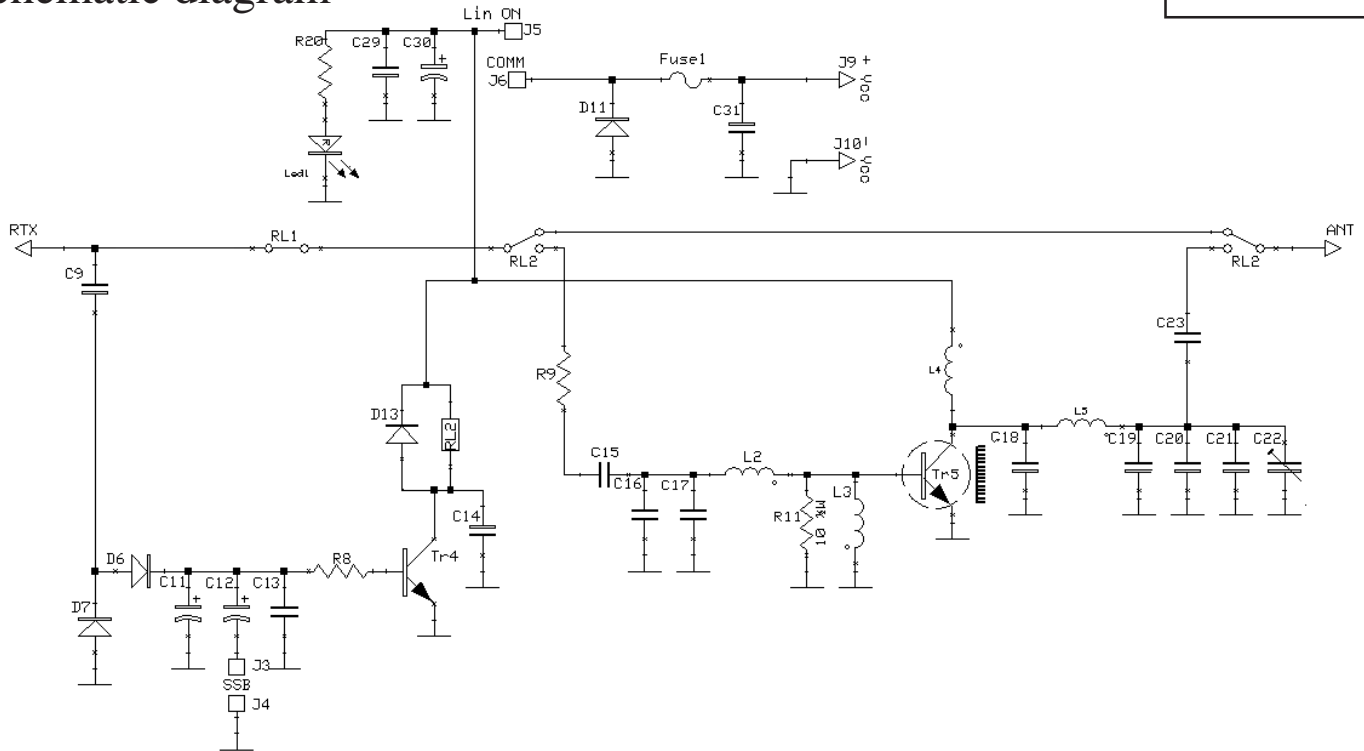 schematic diagram
Lin ON
J5
R20
C29
C30
+
COMM
J6
Fuse1
J9 +
D11
C31
J10
Led1
RTX
RL1
RL2
RL2
ANT
C9
C23
R9
L4
D13
RL2
C15
C16
C17
L2
L3
R11
Tr5
C18
L5
C19
C20
C21
C22
C14
Tr4
D6
D7
C11
+
C12
+
C13
R8
J3
SSB
J4